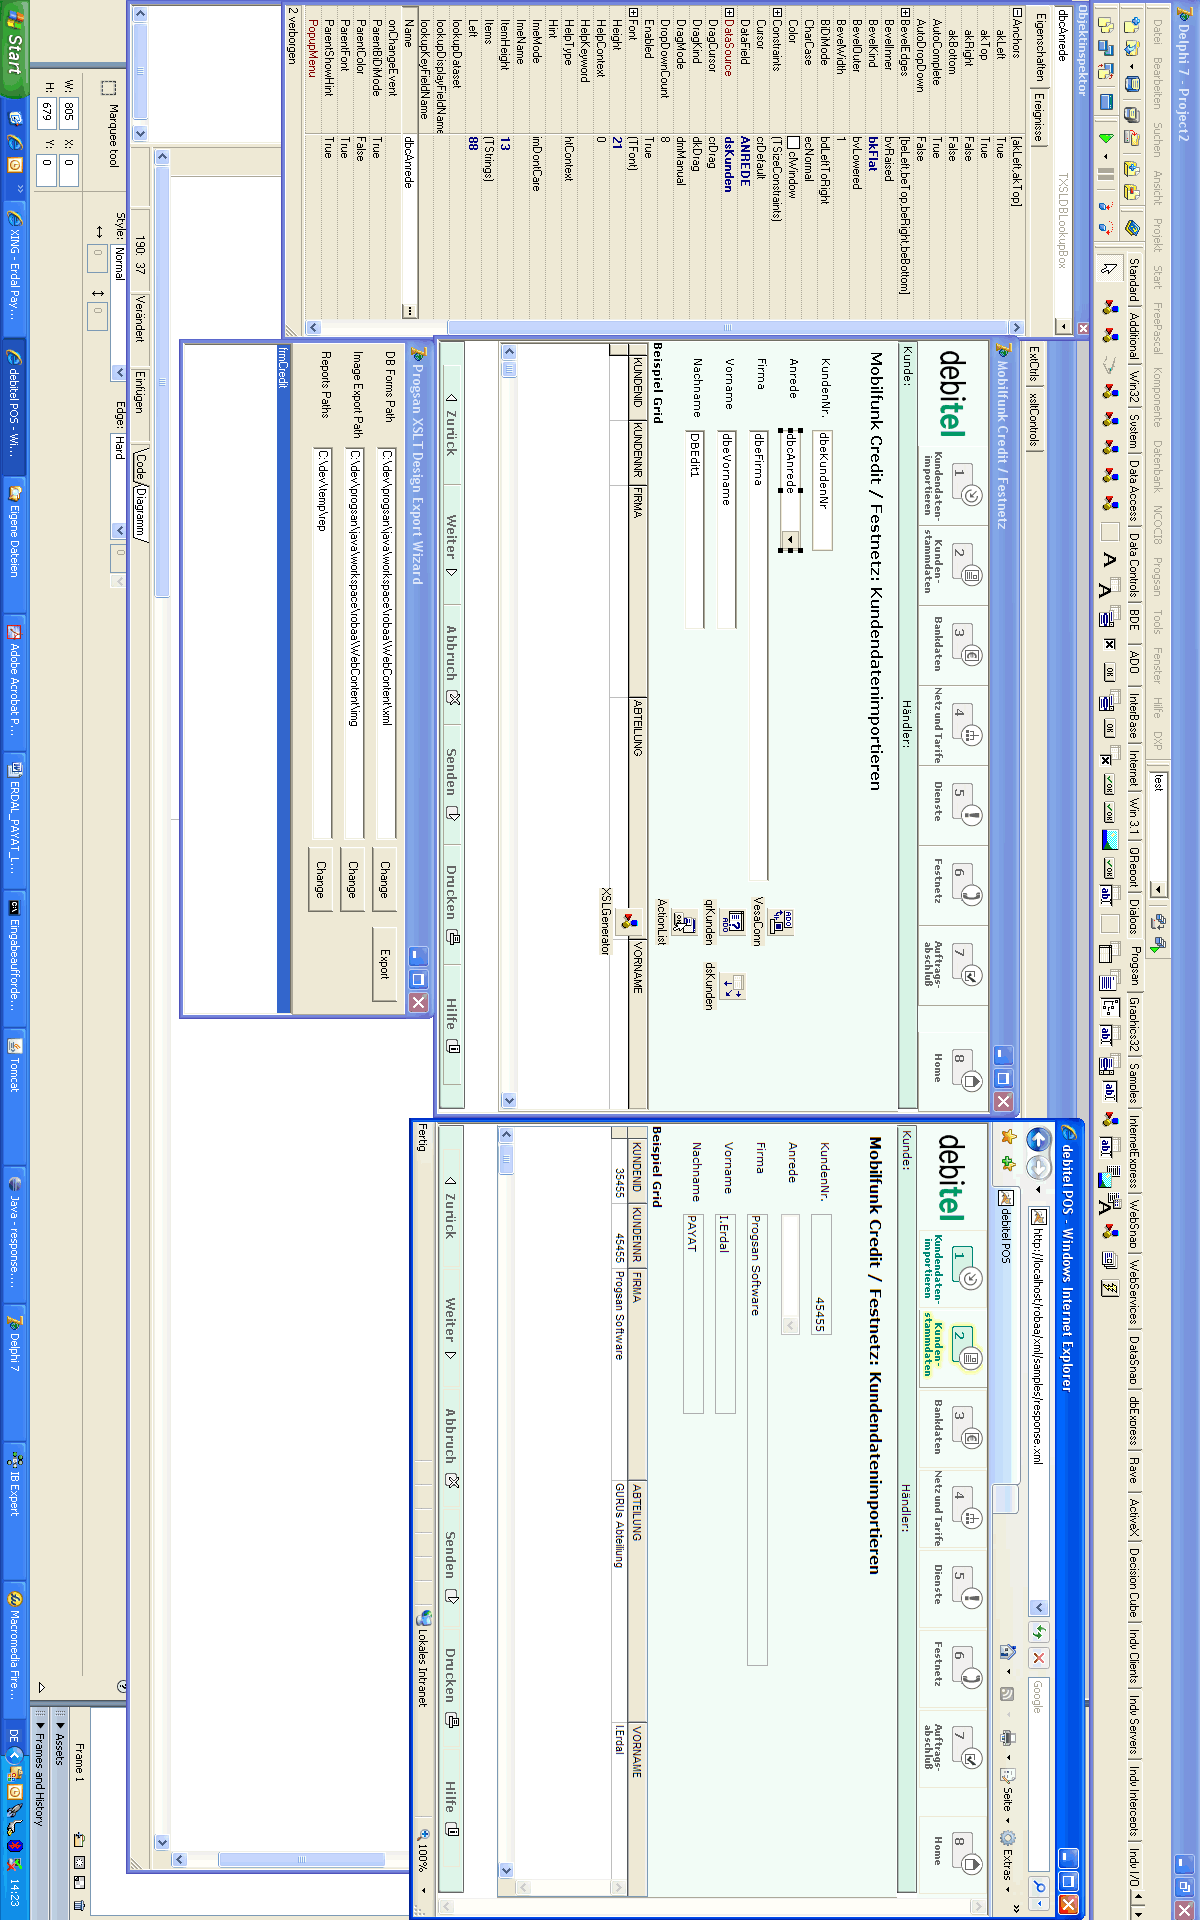 Delphi 7 - Project2
Datei Bearbeiten Suchen Ansicht Projekt Start FreePascal Komponente Datenbank NCOCIB Progsan Tools Fenster Hilfe DXP
test
Standard Additional Win32 System Data Access Data Controls BDE ADO InterBase Internet Win 3.1 QReport Dialogs Progsan Graphics32 Samples InternetExpress WebSnap WebServices DataSnap dbExpress Rave ActiveX Decision Cube Indy Clients Indy Servers Indy Intercepts Indy I/O
ExtCtrls xsltControls
Objektinspektor
dbcAnrede TXSLDBLookupBox
Eigenschaften Ereignisse
Anchors [akLeft,akTop]
akLeft True
akTop True
akRight False
akBottom False
AutoComplete True
AutoDropDown False
BevelEdges [beLeft,beTop,beRight,beBottom]
BevelInner bvRaised
BevelKind bkFlat
BevelOuter bvLowered
BevelWidth 1
BiDiMode bdLeftToRight
CharCase ecNormal
Color clWindow
Constraints (TSizeConstraints)
Cursor crDefault
DataField ANREDE
DataSource dsKunden
DragCursor crDrag
DragKind dkDrag
DragMode dmManual
DropDownCount 8
Enabled True
Font (TFont)
Height 21
HelpContext 0
HelpKeyword
HelpType htContext
Hint
ImeMode imDontCare
ImeName
ItemHeight 13
Items (TStrings)
Left 88
lookupDataset
lookupDisplayFieldName
lookupKeyFieldName
Name dbcAnrede
onChangeEvent
ParentBiDiMode True
ParentColor False
ParentFont True
ParentShowHint True
PopupMenu
2 verborgen
Mobilfunk Credit / Festnetz
debitel
1 Kundendaten-importieren
2 Kunden-stammdaten
3 Bankdaten
4 Netz und Tarife
5 Dienste
6 Festnetz
7 Auftrags-abschluß
8 Home
Kunde: Händler:
Mobilfunk Credit / Festnetz: Kundendatenimportieren
KundenNr. dbeKundenNr
Anrede dbcAnrede
Firma dbeFirma
Vorname dbeVorname
Nachname DBEdit1
VesaConn
qrKunden dsKunden
ActionList
XSLGenerator
Beispiel Grid
KUNDENID KUNDENNR FIRMA ABTEILUNG VORNAME
Zurück Weiter Abbruch Senden Drucken Hilfe
debitel POS - Windows Internet Explorer
http://localhost/robaa/xml/samples/response.xml
Google
debitel POS
Seite Extras
debitel
1 Kundendaten-importieren
2 Kunden-stammdaten
3 Bankdaten
4 Netz und Tarife
5 Dienste
6 Festnetz
7 Auftrags-abschluß
8 Home
Kunde: Händler:
Mobilfunk Credit / Festnetz: Kundendatenimportieren
KundenNr. 45455
Anrede
Firma Progsan Software
Vorname I.Erdal
Nachname PAYAT
Beispiel Grid
KUNDENID KUNDENNR FIRMA ABTEILUNG VORNAME
35455 45455 Progsan Software GURUs Abteilung I.Erdal
Zurück Weiter Abbruch Senden Drucken Hilfe
Fertig Lokales Intranet 100%
Progsan XSLT Design Export Wizard
DB Forms Path C:\dev\progsan\java\workspace\robaa\WebContent\xml Change Export
Image Export Path C:\dev\progsan\java\workspace\robaa\WebContent\img Change
Reports Paths C:\dev\temp\rep Change
frmCredit
190: 37 Verändert Einfügen Code Diagramm
Marquee tool Style: Normal Edge: Hard
0 0 0
W: 805 X: 0
H: 679 Y: 0
Frame 1
Assets
Frames and History
Start
XING - Erdal Pay...
debitel POS - Wi...
Eigene Dateien
Adobe Acrobat P...
ERDAL_PAYAT_L...
Eingabeaufforde...
Tomcat
Java - response....
Delphi 7
IB Expert
Macromedia Fire...
DE 14:23